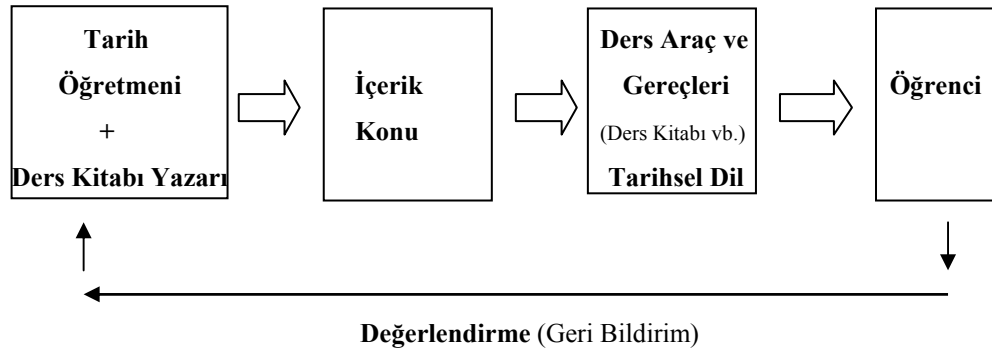 Tarih
Öğretmeni
+
Ders Kitabı Yazarı
İçerik
Konu
Ders Araç ve
Gereçleri
(Ders Kitabı vb.)
Tarihsel Dil
Öğrenci
Değerlendirme (Geri Bildirim)